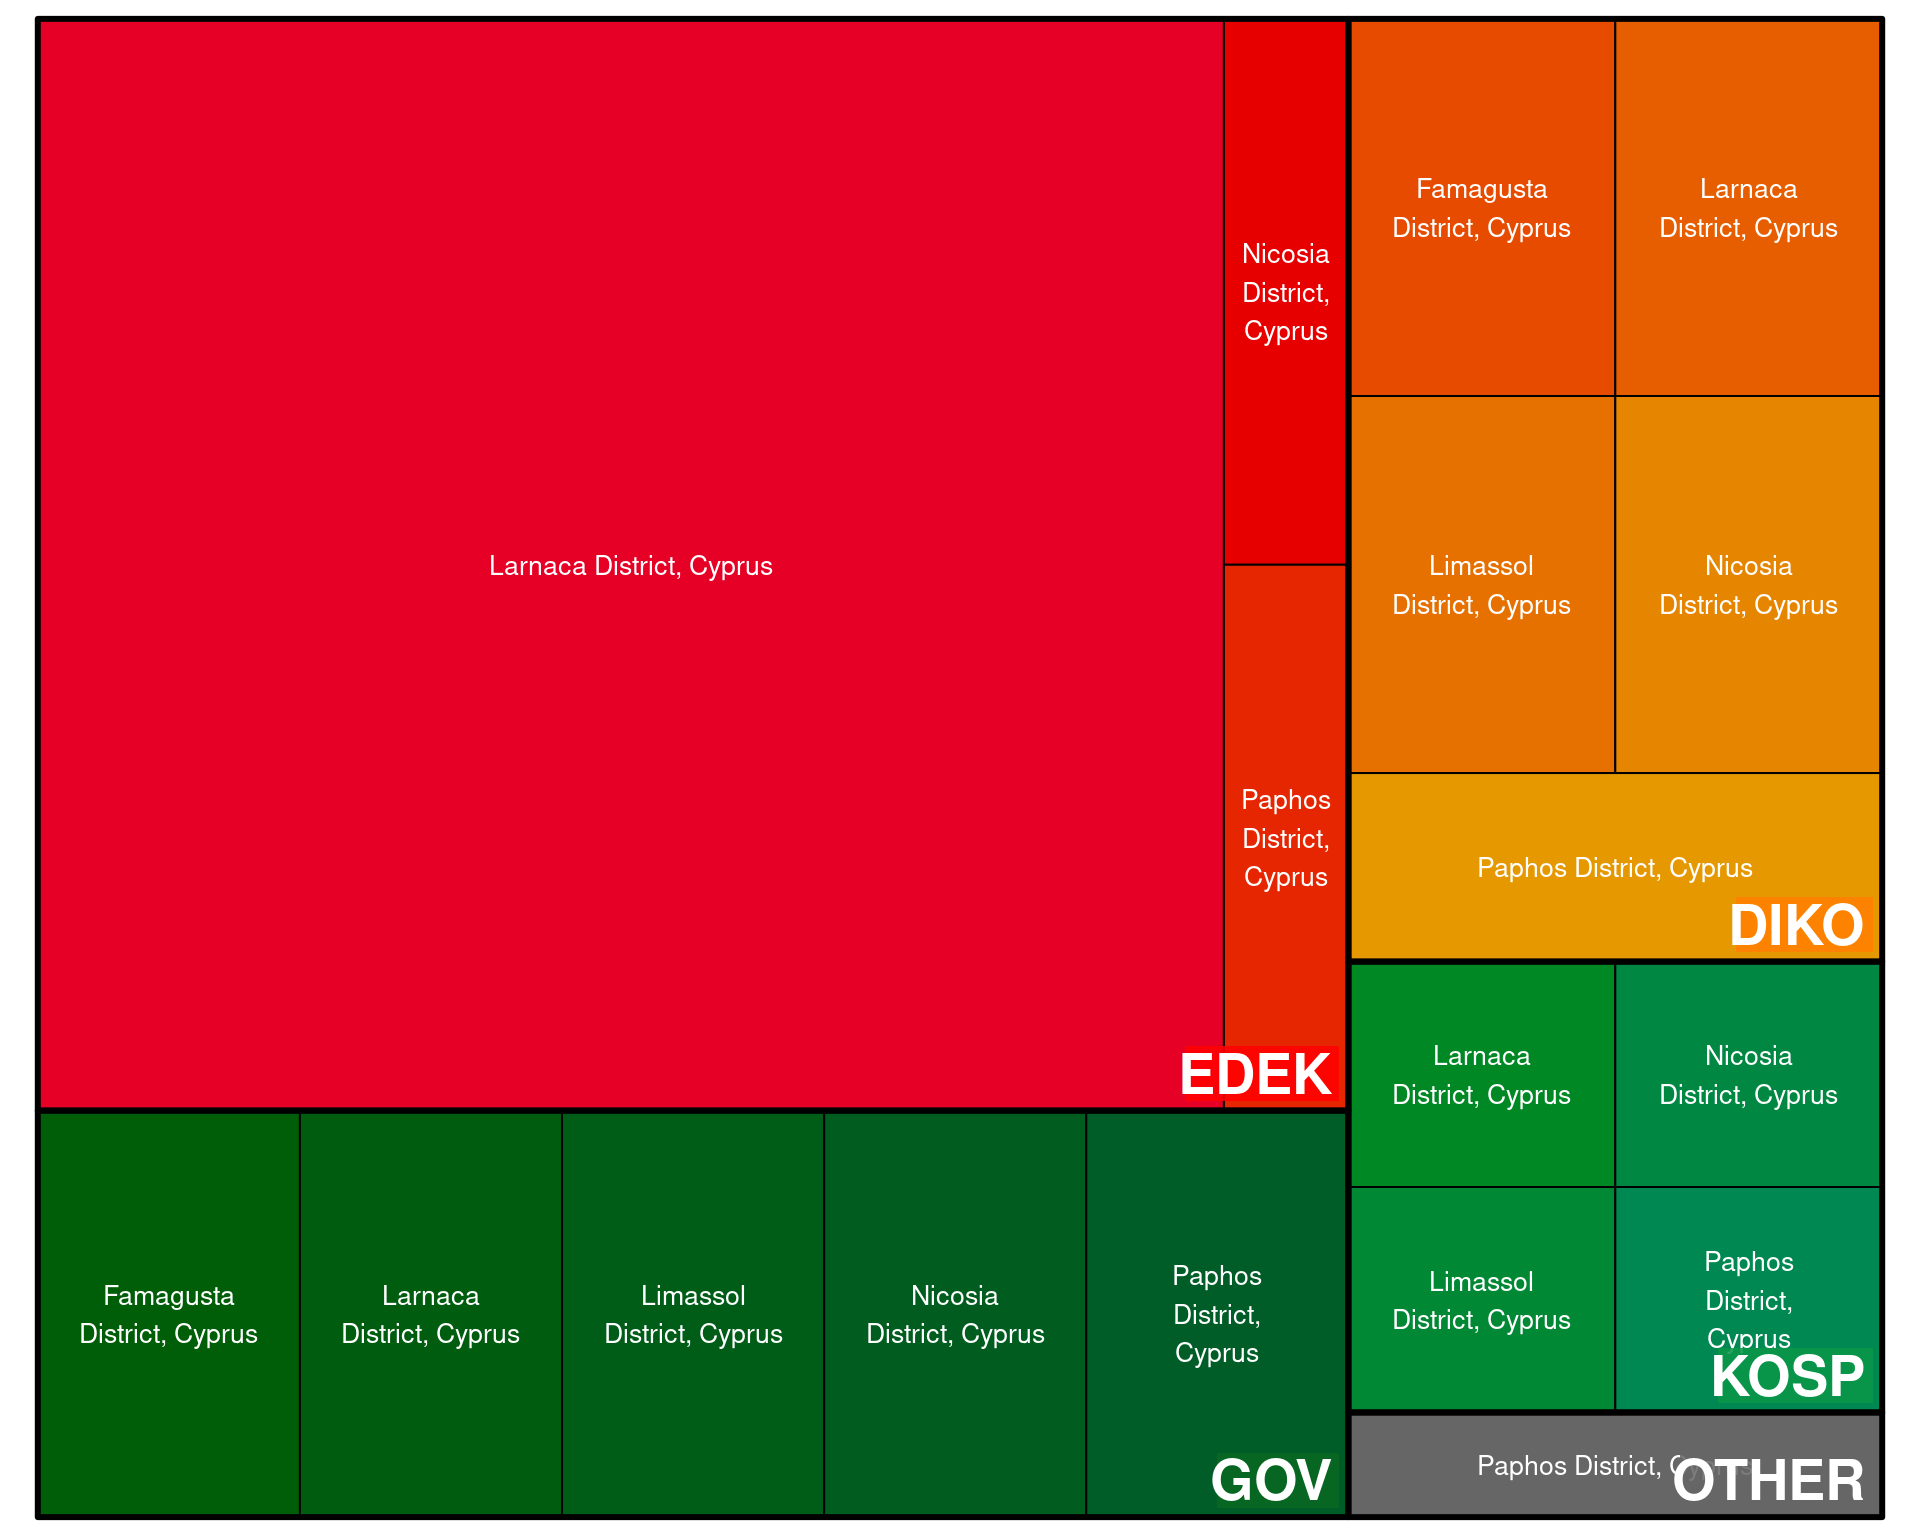 Larnaca District, Cyprus
Nicosia
District,
Cyprus
Paphos
District,
Cyprus
EDEK
Famagusta
District, Cyprus
Larnaca
District, Cyprus
Limassol
District, Cyprus
Nicosia
District, Cyprus
Paphos District, Cyprus
DIKO
Famagusta
District, Cyprus
Larnaca
District, Cyprus
Limassol
District, Cyprus
Nicosia
District, Cyprus
Paphos
District,
Cyprus
GOV
Larnaca
District, Cyprus
Nicosia
District, Cyprus
Limassol
District, Cyprus
Paphos
District,
Cyprus
KOSP
Paphos District, Cyprus
OTHER